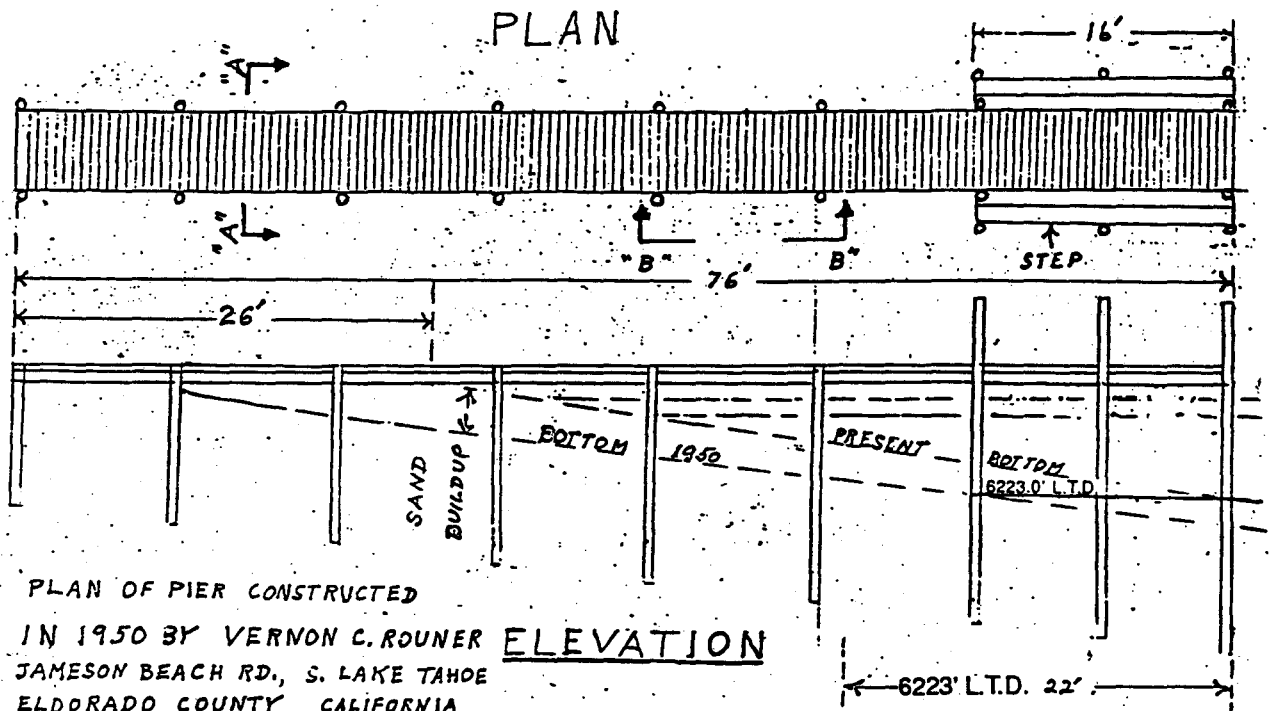 PLAN
16'
"A"
"A"
"B"
B"
STEP
76'
26'
SAND
BUILDUP
BOTTOM 1950
PRESENT BOTTOM
6223.0' L.T.D.
PLAN OF PIER CONSTRUCTED
IN 1950 BY VERNON C. ROUNER
JAMESON BEACH RD., S. LAKE TAHOE
ELDORADO COUNTY CALIFORNIA
ELEVATION
6223' L.T.D. 22'